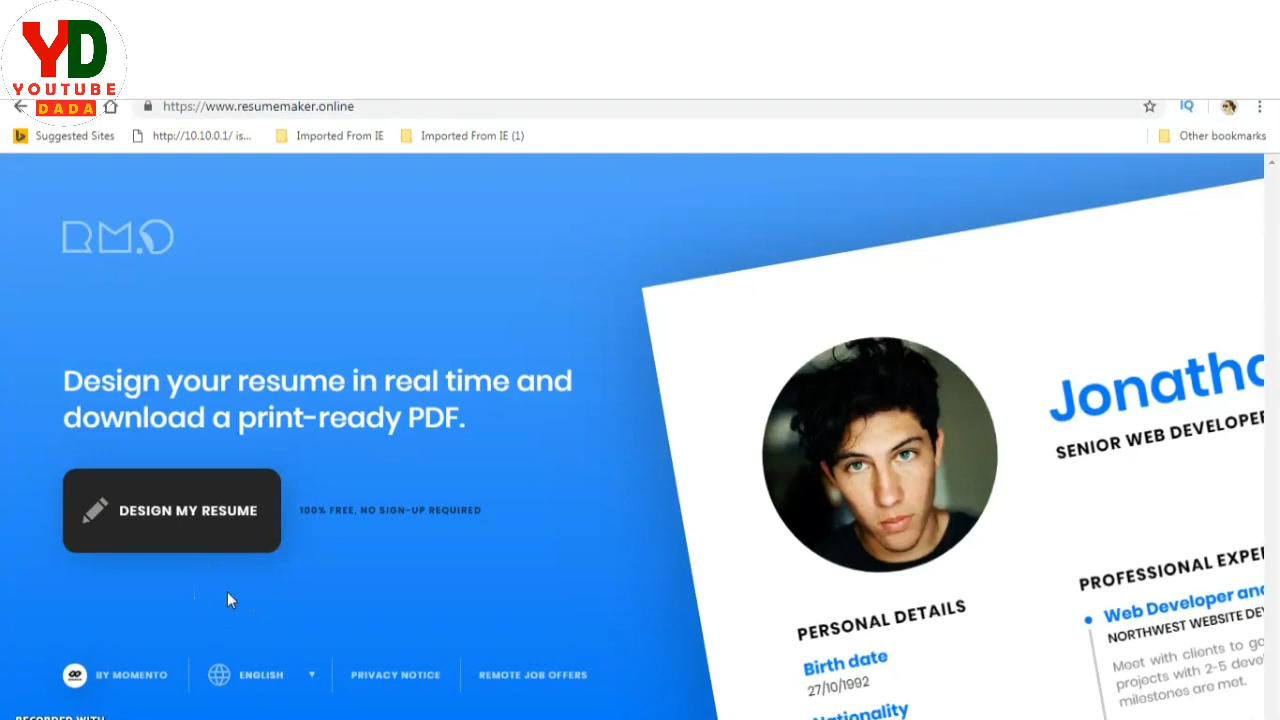 YD
YOUTUBE
DADA
https://www.resumemaker.online
IQ
Suggested Sites
http://10.10.0.1/ is...
Imported From IE
Imported From IE (1)
Other bookmarks
RMO
Design your resume in real time and
download a print-ready PDF.
DESIGN MY RESUME
100% FREE, NO SIGN-UP REQUIRED
BY MOMENTO
ENGLISH
PRIVACY NOTICE
REMOTE JOB OFFERS
SENIOR WEB DEVELOPER
PERSONAL DETAILS
Birth date
27/10/1992
Nationality
PROFESSIONAL
Web Developer and
NORTHWEST WEBSITE
Meet with clients to
projects with 2-5
milestones are met.
RECORDED WITH